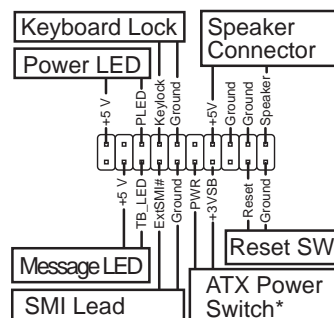 Keyboard Lock
Speaker
Connector
Power LED
+5 V
PLED
Keylock
Ground
+5V
Ground
Ground
Speaker
+5 V
TB_LED
ExtSMI#
Ground
PWR
+3VSB
Reset
Ground
Reset SW
Message LED
SMI Lead
ATX Power
Switch*